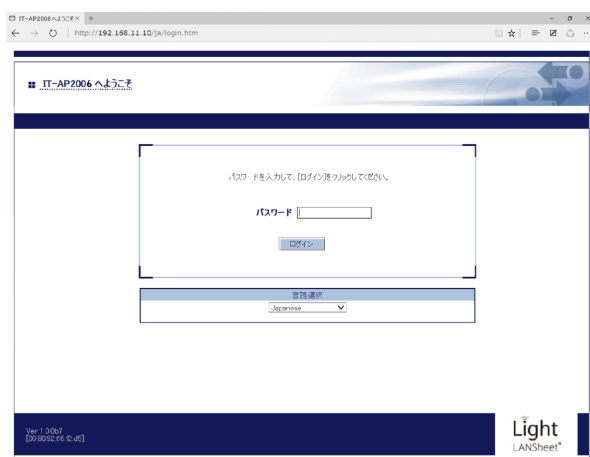 IT-AP2006へようこそ
http://192.168.11.10/ja/login.htm
IT-AP2006 へようこそ
パスワードを入力して、[ログイン]をクリックしてください。
パスワード
ログイン
言語選択
Japanese
Ver 1.00b7
[00:80:92:66:f2:d5]
Light
LANSheet